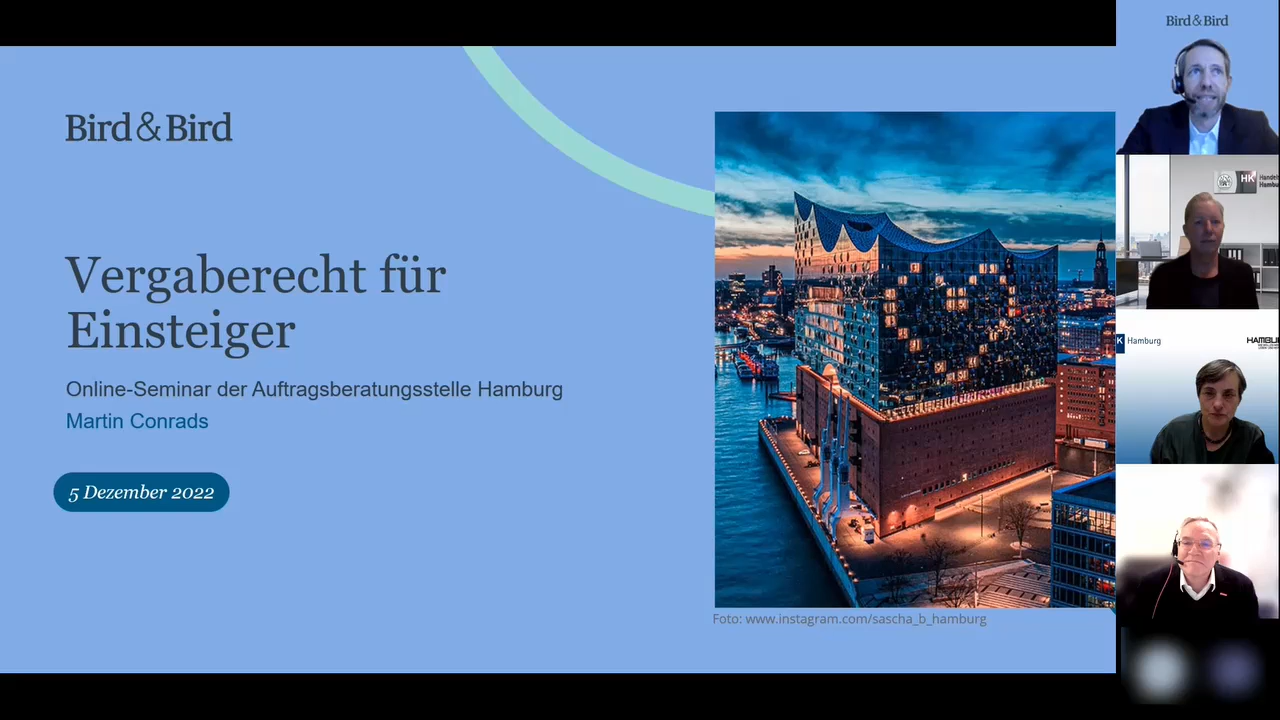 Bird & Bird
Vergaberecht für
Einsteiger
Online-Seminar der Auftragsberatungsstelle Hamburg
Martin Conrads
5 Dezember 2022
Foto: www.instagram.com/sascha_b_hamburg
Bird & Bird
HK
Hamburg